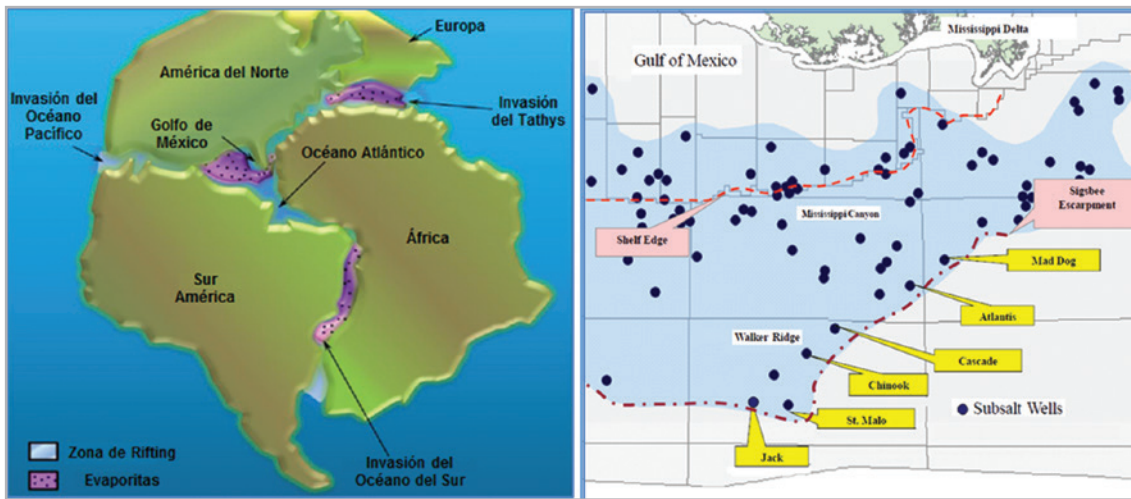 Europa
América del Norte
Invasión del
Océano
Pacífico
Golfo de
México
Invasión
del Tathys
Océano Atlántico
África
Sur
América
Zona de Rifting
Evaporitas
Invasión del
Océano del Sur
Mississippi Delta
Gulf of Mexico
Sigsbee
Escarpment
Mississippi Canyon
Shelf Edge
Mad Dog
Atlantis
Walker Ridge
Cascade
Chinook
Subsalt Wells
St. Malo
Jack